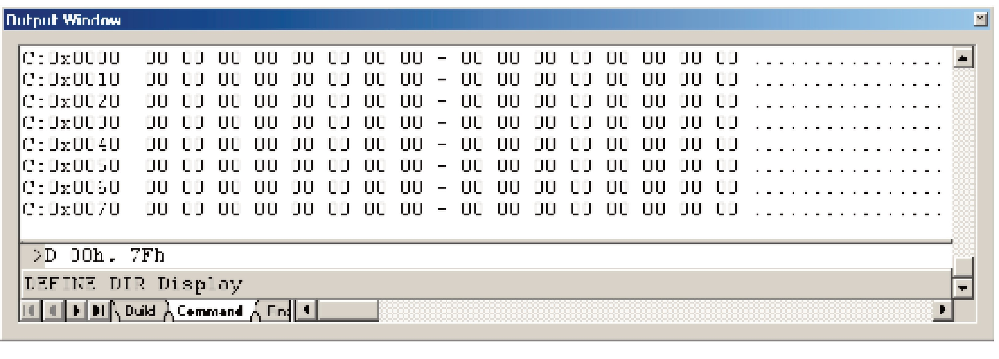 Output Window
C:0x0000  00 00 00 00 00 00 00 00 - 00 00 00 00 00 00 00 00 ................
C:0x0010  00 00 00 00 00 00 00 00 - 00 00 00 00 00 00 00 00 ................
C:0x0020  00 00 00 00 00 00 00 00 - 00 00 00 00 00 00 00 00 ................
C:0x0030  00 00 00 00 00 00 00 00 - 00 00 00 00 00 00 00 00 ................
C:0x0040  00 00 00 00 00 00 00 00 - 00 00 00 00 00 00 00 00 ................
C:0x0050  00 00 00 00 00 00 00 00 - 00 00 00 00 00 00 00 00 ................
C:0x0060  00 00 00 00 00 00 00 00 - 00 00 00 00 00 00 00 00 ................
C:0x0070  00 00 00 00 00 00 00 00 - 00 00 00 00 00 00 00 00 ................
>D 00h. 7Fh
DEFINE DIR Display
Build Command Find